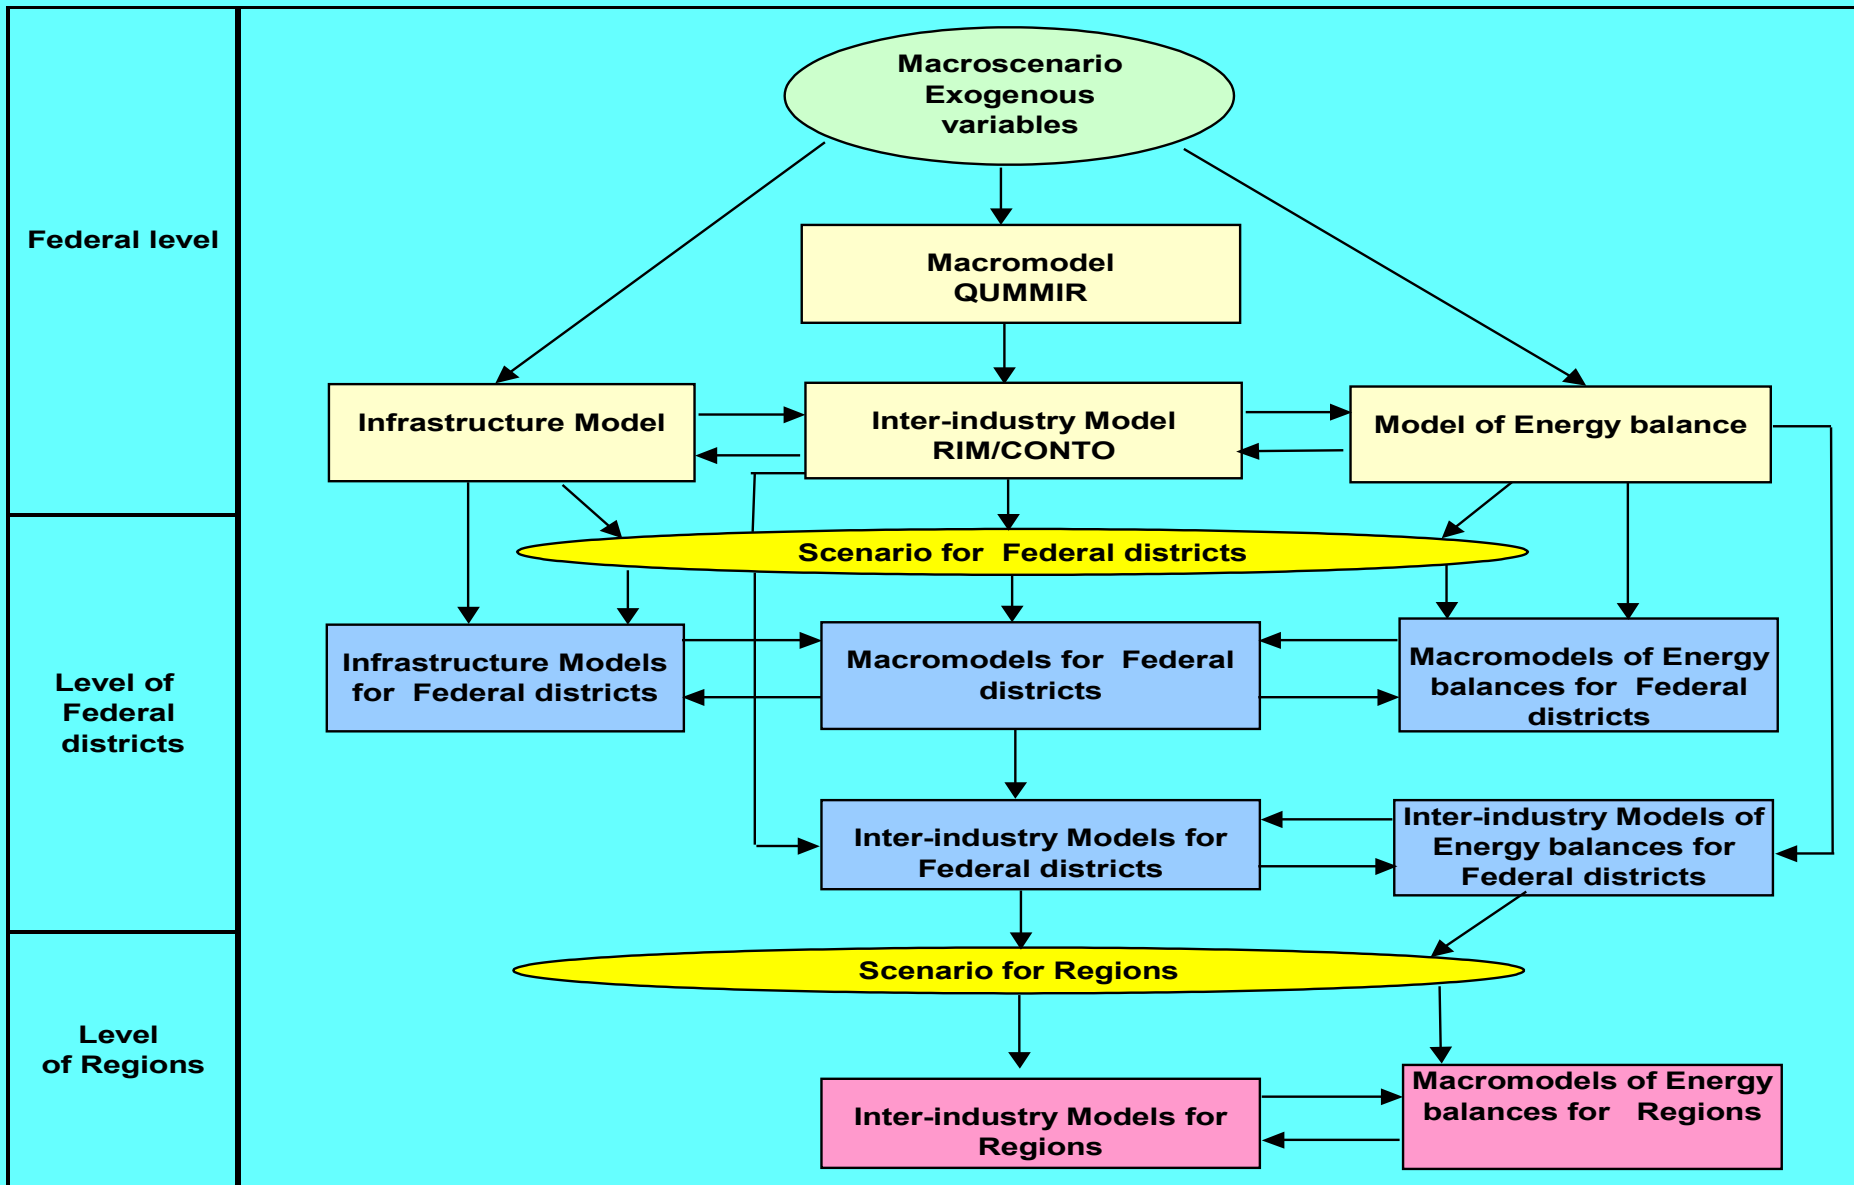 Macroscenario
Exogenous
variables
Federal level
Macromodel
QUMMIR
Infrastructure Model
Inter-industry Model
RIM/CONTO
Model of Energy balance
Scenario for Federal districts
Level of
Federal
districts
Infrastructure Models
for Federal districts
Macromodels for Federal
districts
Macromodels of Energy
balances for Federal
districts
Inter-industry Models for
Federal districts
Inter-industry Models of
Energy balances for
Federal districts
Scenario for Regions
Level
of Regions
Inter-industry Models for
Regions
Macromodels of Energy
balances for Regions